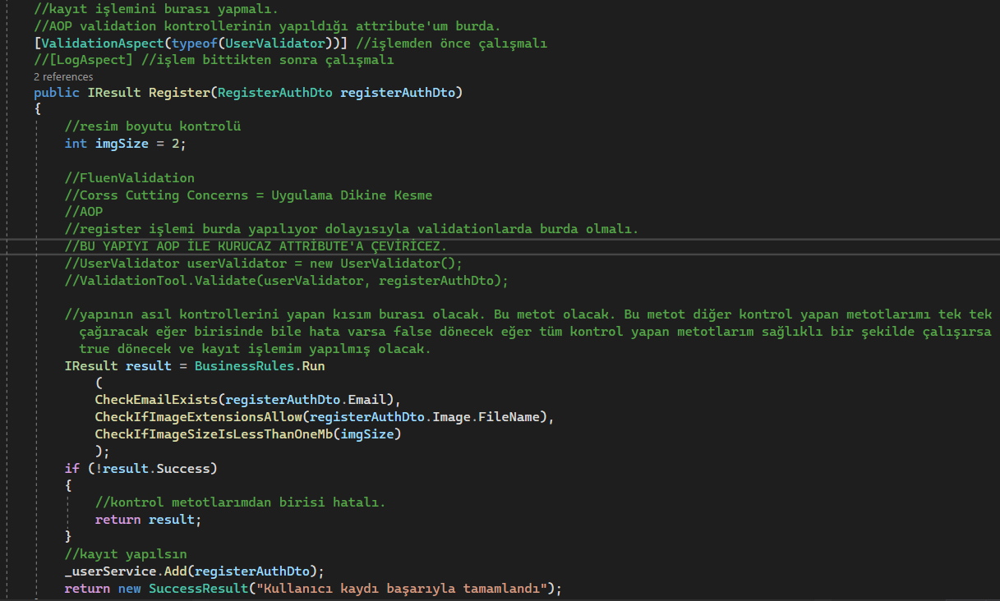 //kayıt işlemini burası yapmalı.
//AOP validation kontrollerinin yapıldığı attribute'um burda.
[ValidationAspect(typeof(UserValidator))] //işlemden önce çalışmalı
//[LogAspect] //işlem bittikten sonra çalışmalı
2 references
public IResult Register(RegisterAuthDto registerAuthDto)
{
//resim boyutu kontrolü
int imgSize = 2;
//FluenValidation
//Corss Cutting Concerns = Uygulama Dikine Kesme
//AOP
//register işlemi burda yapılıyor dolayısıyla validationlarda burda olmalı.
//BU YAPIYI AOP İLE KURUCAZ ATTRİBUTE'A ÇEVİRİCEZ.
//UserValidator userValidator = new UserValidator();
//ValidationTool.Validate(userValidator, registerAuthDto);
//yapının asıl kontrollerini yapan kısım burası olacak. Bu metot olacak. Bu metot diğer kontrol yapan metotlarımı tek tek
çağıracak eğer birisinde bile hata varsa false dönecek eğer tüm kontrol yapan metotlarım sağlıklı bir şekilde çalışırsa
true dönecek ve kayıt işlemim yapılmış olacak.
IResult result = BusinessRules.Run
(
CheckEmailExists(registerAuthDto.Email),
CheckIfImageExtensionsAllow(registerAuthDto.Image.FileName),
CheckIfImageSizeIsLessThanOneMb(imgSize)
);
if (!result.Success)
{
//kontrol metotlarımdan birisi hatalı.
return result;
}
//kayıt yapılsın
_userService.Add(registerAuthDto);
return new SuccessResult("Kullanıcı kaydı başarıyla tamamlandı");